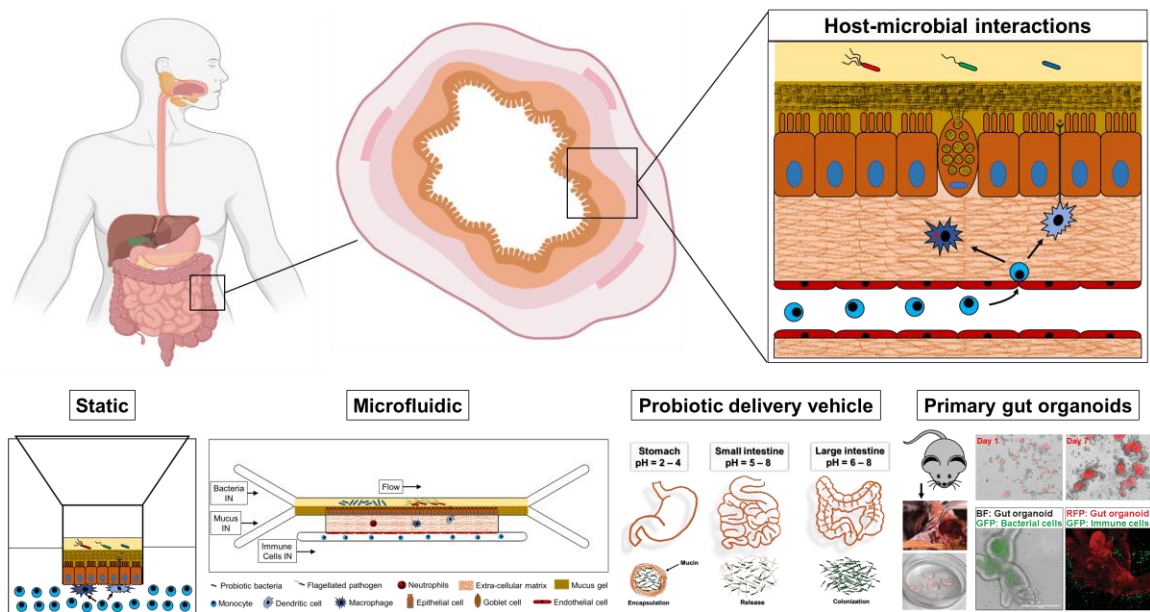 Host-microbial interactions
Static
Microfluidic
Bacteria
IN
Mucus
IN
Immune
Cells IN
Flow
Probiotic bacteria
Flagellated pathogen
Neutrophils
Extra-cellular matrix
Mucus gel
Monocyte
Dendritic cell
Macrophage
Epithelial cell
Goblet cell
Endothelial cell
Probiotic delivery vehicle
Stomach
pH = 2 – 4
Small intestine
pH = 5 – 8
Large intestine
pH = 6 – 8
Mucin
Encapsulation
Release
Colonization
Primary gut organoids
Day 1
Day 7
BF: Gut organoid
GFP: Bacterial cells
RFP: Gut organoid
GFP: Immune cells